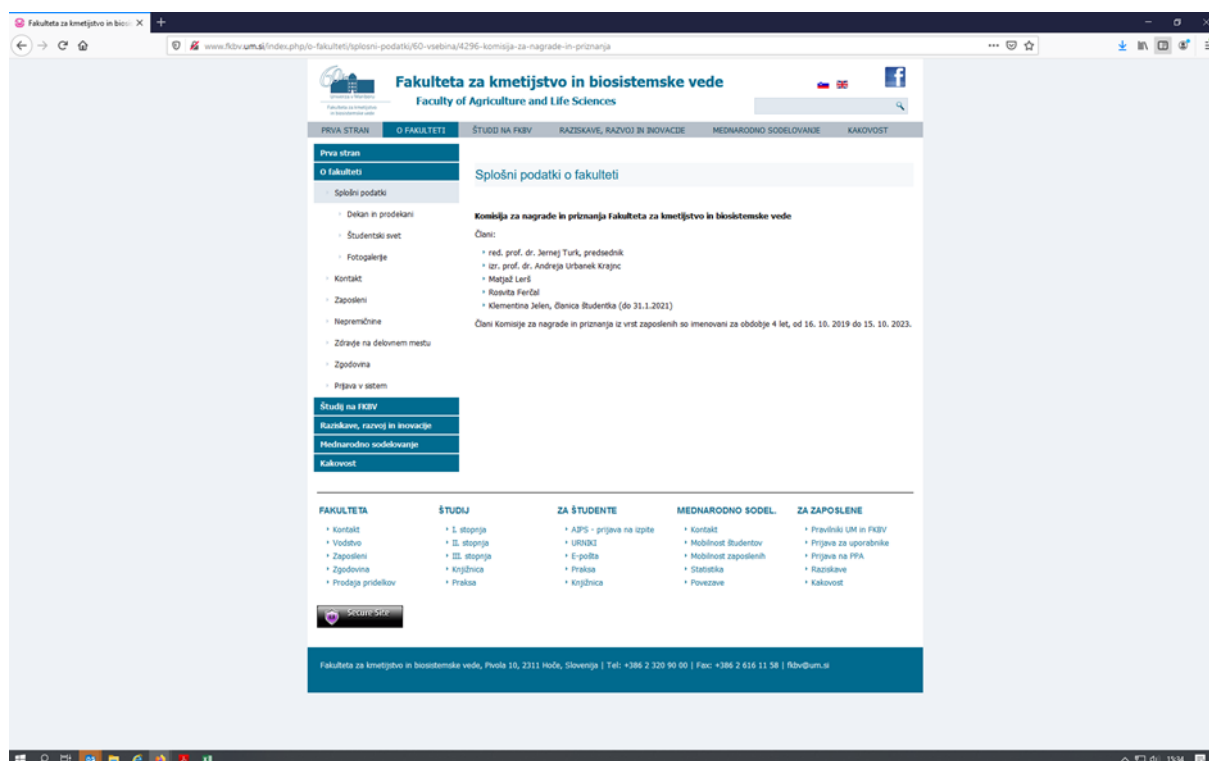 Fakulteta za kmetijstvo in biosi
www.fkbv.um.si/index.php/o-fakulteti/splosni-podatki/60-vsebina/4296-komisija-za-nagrade-in-priznanja
Fakulteta za kmetijstvo in biosistemske vede
Faculty of Agriculture and Life Sciences
Univerza v Mariboru
Fakulteta za kmetijstvo
in biosistemske vede
PRVA STRAN O FAKULTETI ŠTUDIJ NA FKBV RAZISKAVE, RAZVOJ IN INOVACIJE MEDNARODNO SODELOVANJE KAKOVOST
Prva stran
O fakulteti
Splošni podatki
Dekan in prodekani
Študentski svet
Fotogalerije
Kontakt
Zaposleni
Nepremičnine
Zdravje na delovnem mestu
Zgodovina
Prijava v sistem
Študij na FKBV
Raziskave, razvoj in inovacije
Mednarodno sodelovanje
Kakovost
Splošni podatki o fakulteti
Komisija za nagrade in priznanja Fakulteta za kmetijstvo in biosistemske vede
Člani:
red. prof. dr. Jernej Turk, predsednik
izr. prof. dr. Andreja Urbanek Krajnc
Matjaž Lerš
Rosvita Ferčal
Klementina Jelen, članica študentka (do 31.1.2021)
Člani Komisije za nagrade in priznanja iz vrst zaposlenih so imenovani za obdobje 4 let, od 16. 10. 2019 do 15. 10. 2023.
FAKULTETA
Kontakt
Vodstvo
Zaposleni
Zgodovina
Prodaja pridelkov
ŠTUDIJ
I. stopnja
II. stopnja
III. stopnja
Knjižnica
Praksa
ZA ŠTUDENTE
AIPS - prijava na izpite
URNIKI
E-pošta
Praksa
Knjižnica
MEDNARODNO SODEL.
Kontakt
Mobilnost študentov
Mobilnost zaposlenih
Statistika
Povezave
ZA ZAPOSLENE
Pravilniki UM in FKBV
Prijava za uporabnike
Prijava na PPA
Raziskave
Kakovost
Secure Site
Fakulteta za kmetijstvo in biosistemske vede, Pivola 10, 2311 Hoče, Slovenija | Tel: +386 2 320 90 00 | Fax: +386 2 616 11 58 | fkbv@um.si
15:34